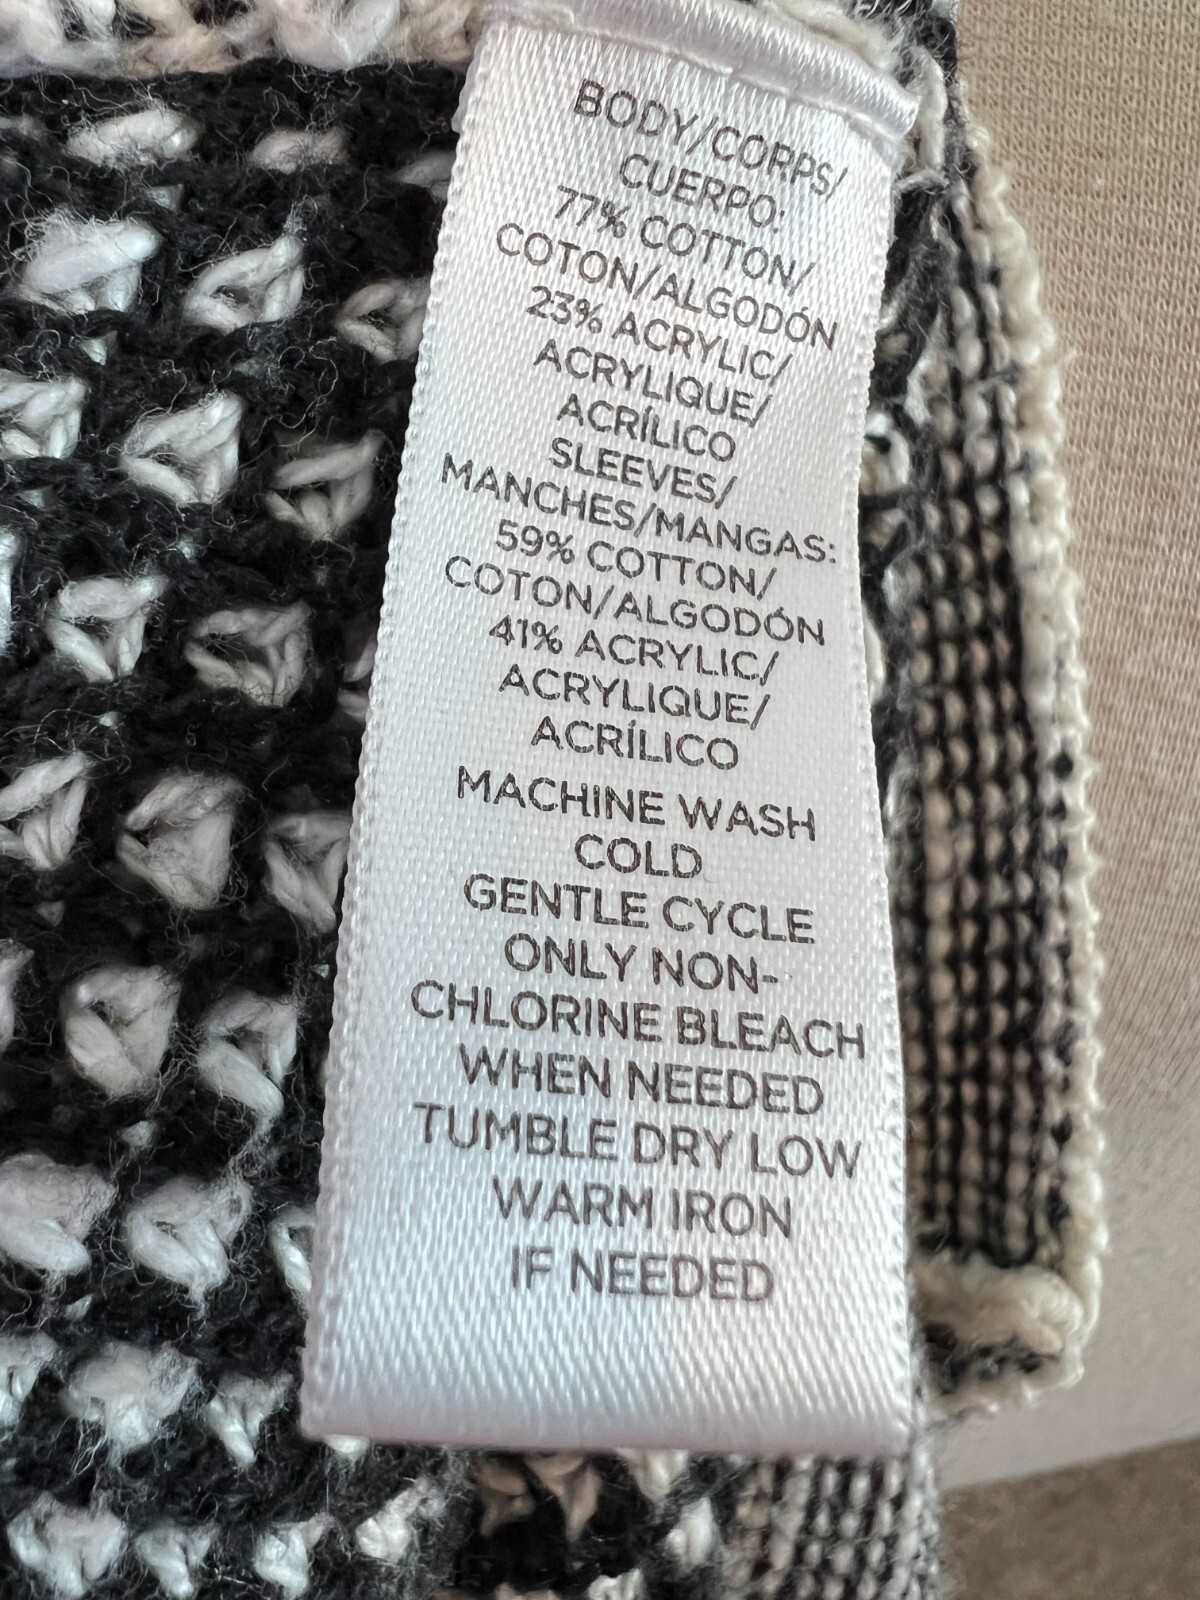 BODY/CORPS/
CUERPO:
77% COTTON/
COTON/ALGODÓN
23% ACRYLIC/
ACRYLIQUE/
ACRÍLICO
SLEEVES/
MANCHES/MANGAS:
59% COTTON/
COTON/ALGODÓN
41% ACRYLIC/
ACRYLIQUE/
ACRÍLICO
MACHINE WASH
COLD
GENTLE CYCLE
ONLY NON-
CHLORINE BLEACH
WHEN NEEDED
TUMBLE DRY LOW
WARM IRON
IF NEEDED